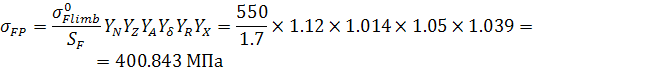 σ_FP = σ⁰_Flimb / S_F Y_N Y_Z Y_A Y_δ Y_R Y_X = 550 / 1.7 × 1.12 × 1.014 × 1.05 × 1.039 =
= 400.843 МПа